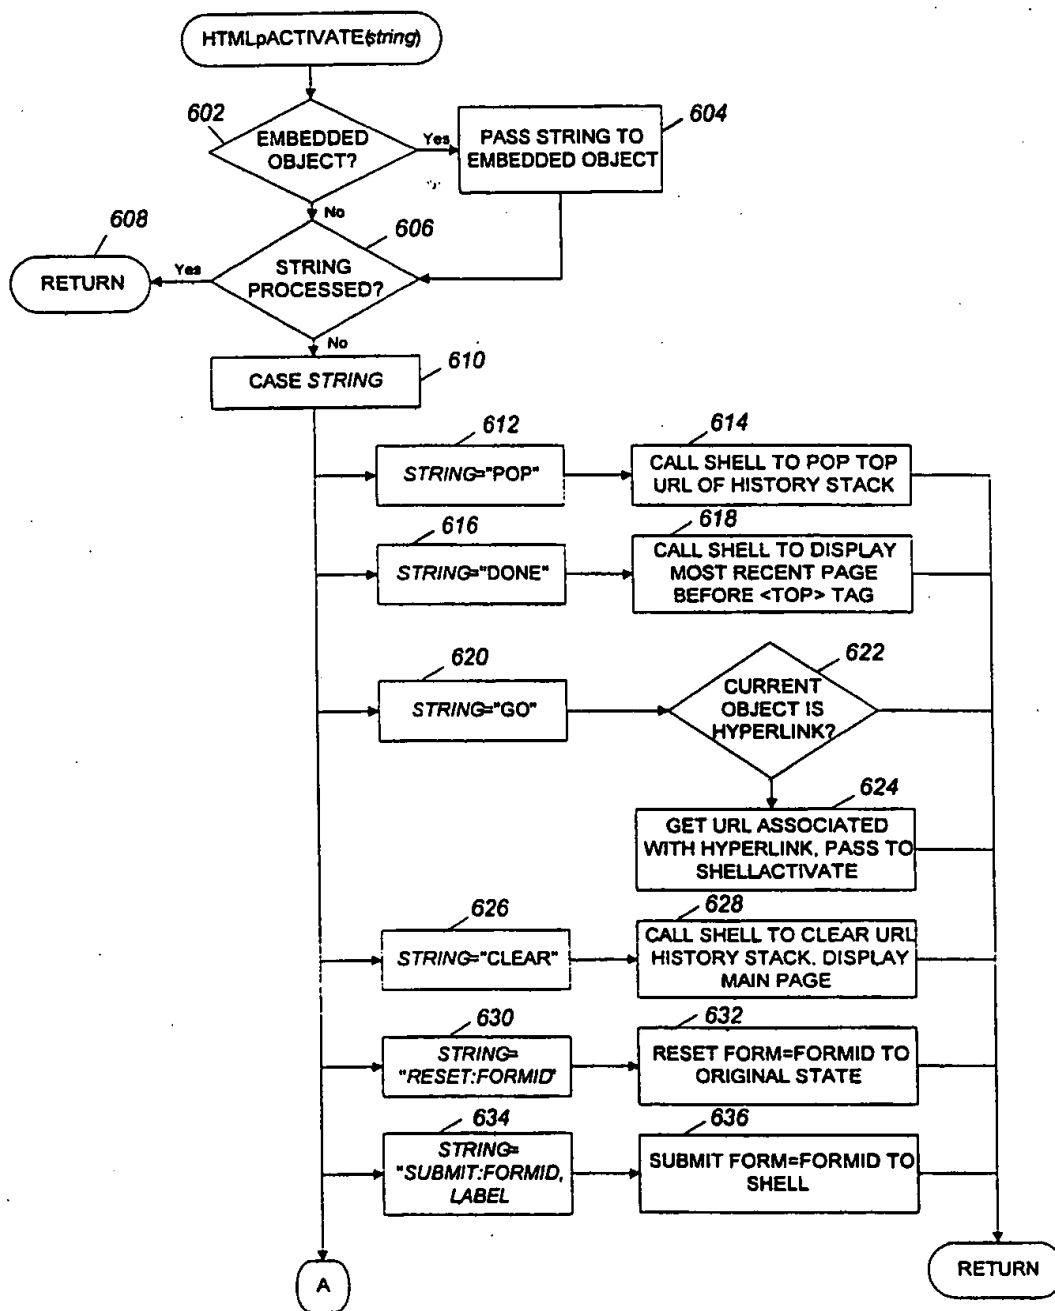 HTMLpACTIVATE(string)
602
EMBEDDED
OBJECT?
Yes
604
PASS STRING TO
EMBEDDED OBJECT
No
608
RETURN
Yes
606
STRING
PROCESSED?
No
610
CASE STRING
612
STRING="POP"
614
CALL SHELL TO POP TOP
URL OF HISTORY STACK
616
STRING="DONE"
618
CALL SHELL TO DISPLAY
MOST RECENT PAGE
BEFORE <TOP> TAG
620
STRING="GO"
622
CURRENT
OBJECT IS
HYPERLINK?
624
GET URL ASSOCIATED
WITH HYPERLINK, PASS TO
SHELLACTIVATE
626
STRING="CLEAR"
628
CALL SHELL TO CLEAR URL
HISTORY STACK. DISPLAY
MAIN PAGE
630
STRING=
"RESET:FORMID"
632
RESET FORM=FORMID TO
ORIGINAL STATE
634
STRING=
"SUBMIT:FORMID,
LABEL
636
SUBMIT FORM=FORMID TO
SHELL
A
RETURN